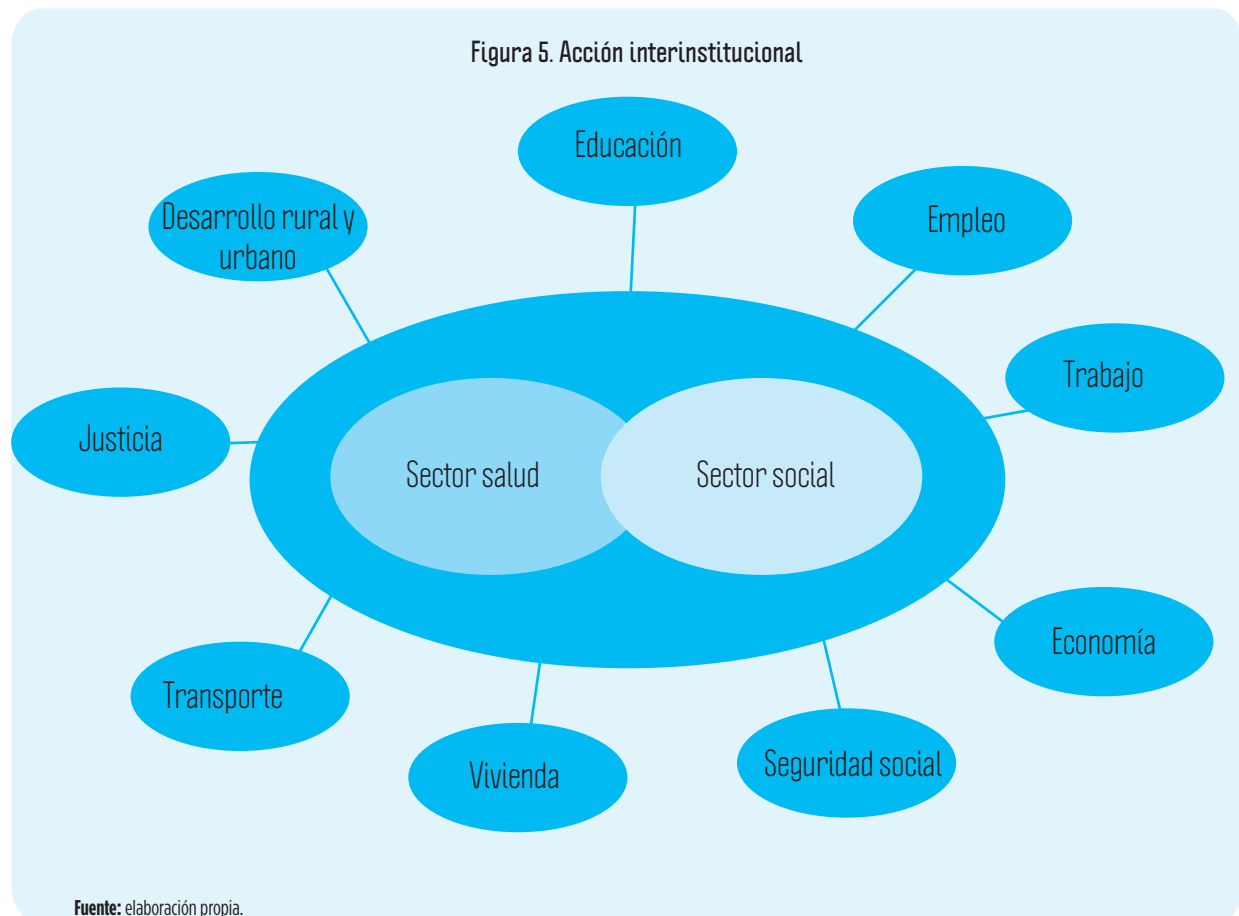 Figura 5. Acción interinstitucional
Educación
Desarrollo rural y
urbano
Empleo
Trabajo
Justicia
Sector salud
Sector social
Economía
Transporte
Seguridad social
Vivienda
Fuente: elaboración propia.